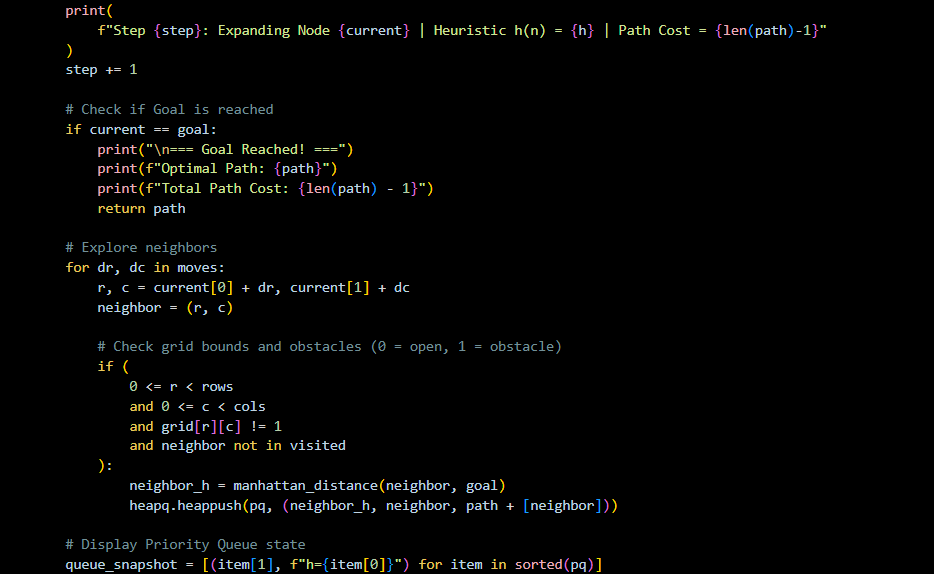 print(
    f"Step {step}: Expanding Node {current} | Heuristic h(n) = {h} | Path Cost = {len(path)-1}"
)
step += 1

# Check if Goal is reached
if current == goal:
    print("\n=== Goal Reached! ===")
    print(f"Optimal Path: {path}")
    print(f"Total Path Cost: {len(path) - 1}")
    return path

# Explore neighbors
for dr, dc in moves:
    r, c = current[0] + dr, current[1] + dc
    neighbor = (r, c)

    # Check grid bounds and obstacles (0 = open, 1 = obstacle)
    if (
        0 <= r < rows
        and 0 <= c < cols
        and grid[r][c] != 1
        and neighbor not in visited
    ):
        neighbor_h = manhattan_distance(neighbor, goal)
        heapq.heappush(pq, (neighbor_h, neighbor, path + [neighbor]))

# Display Priority Queue state
queue_snapshot = [(item[1], f"h={item[0]}") for item in sorted(pq)]